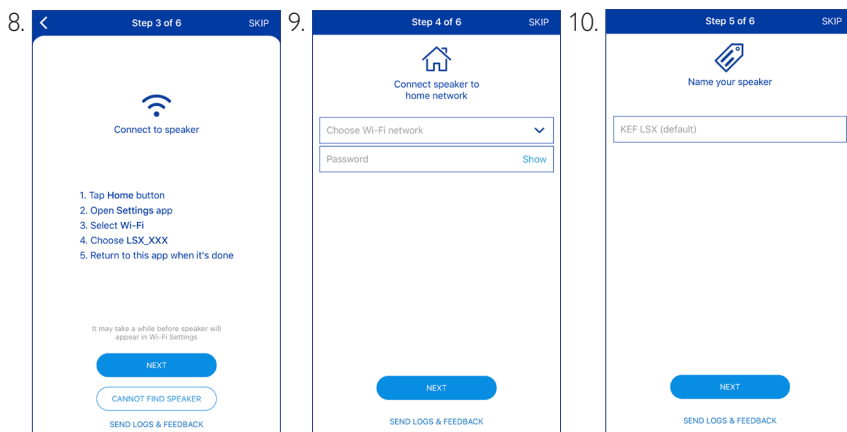 8.
Step 3 of 6
SKIP
Connect to speaker
1. Tap Home button
2. Open Settings app
3. Select Wi-Fi
4. Choose LSX_XXX
5. Return to this app when it's done
It may take a while before speaker will
appear in Wi-Fi Settings
NEXT
CANNOT FIND SPEAKER
SEND LOGS & FEEDBACK
9.
Step 4 of 6
SKIP
Connect speaker to
home network
Choose Wi-Fi network
Password
Show
NEXT
SEND LOGS & FEEDBACK
10.
Step 5 of 6
SKIP
Name your speaker
KEF LSX (default)
NEXT
SEND LOGS & FEEDBACK